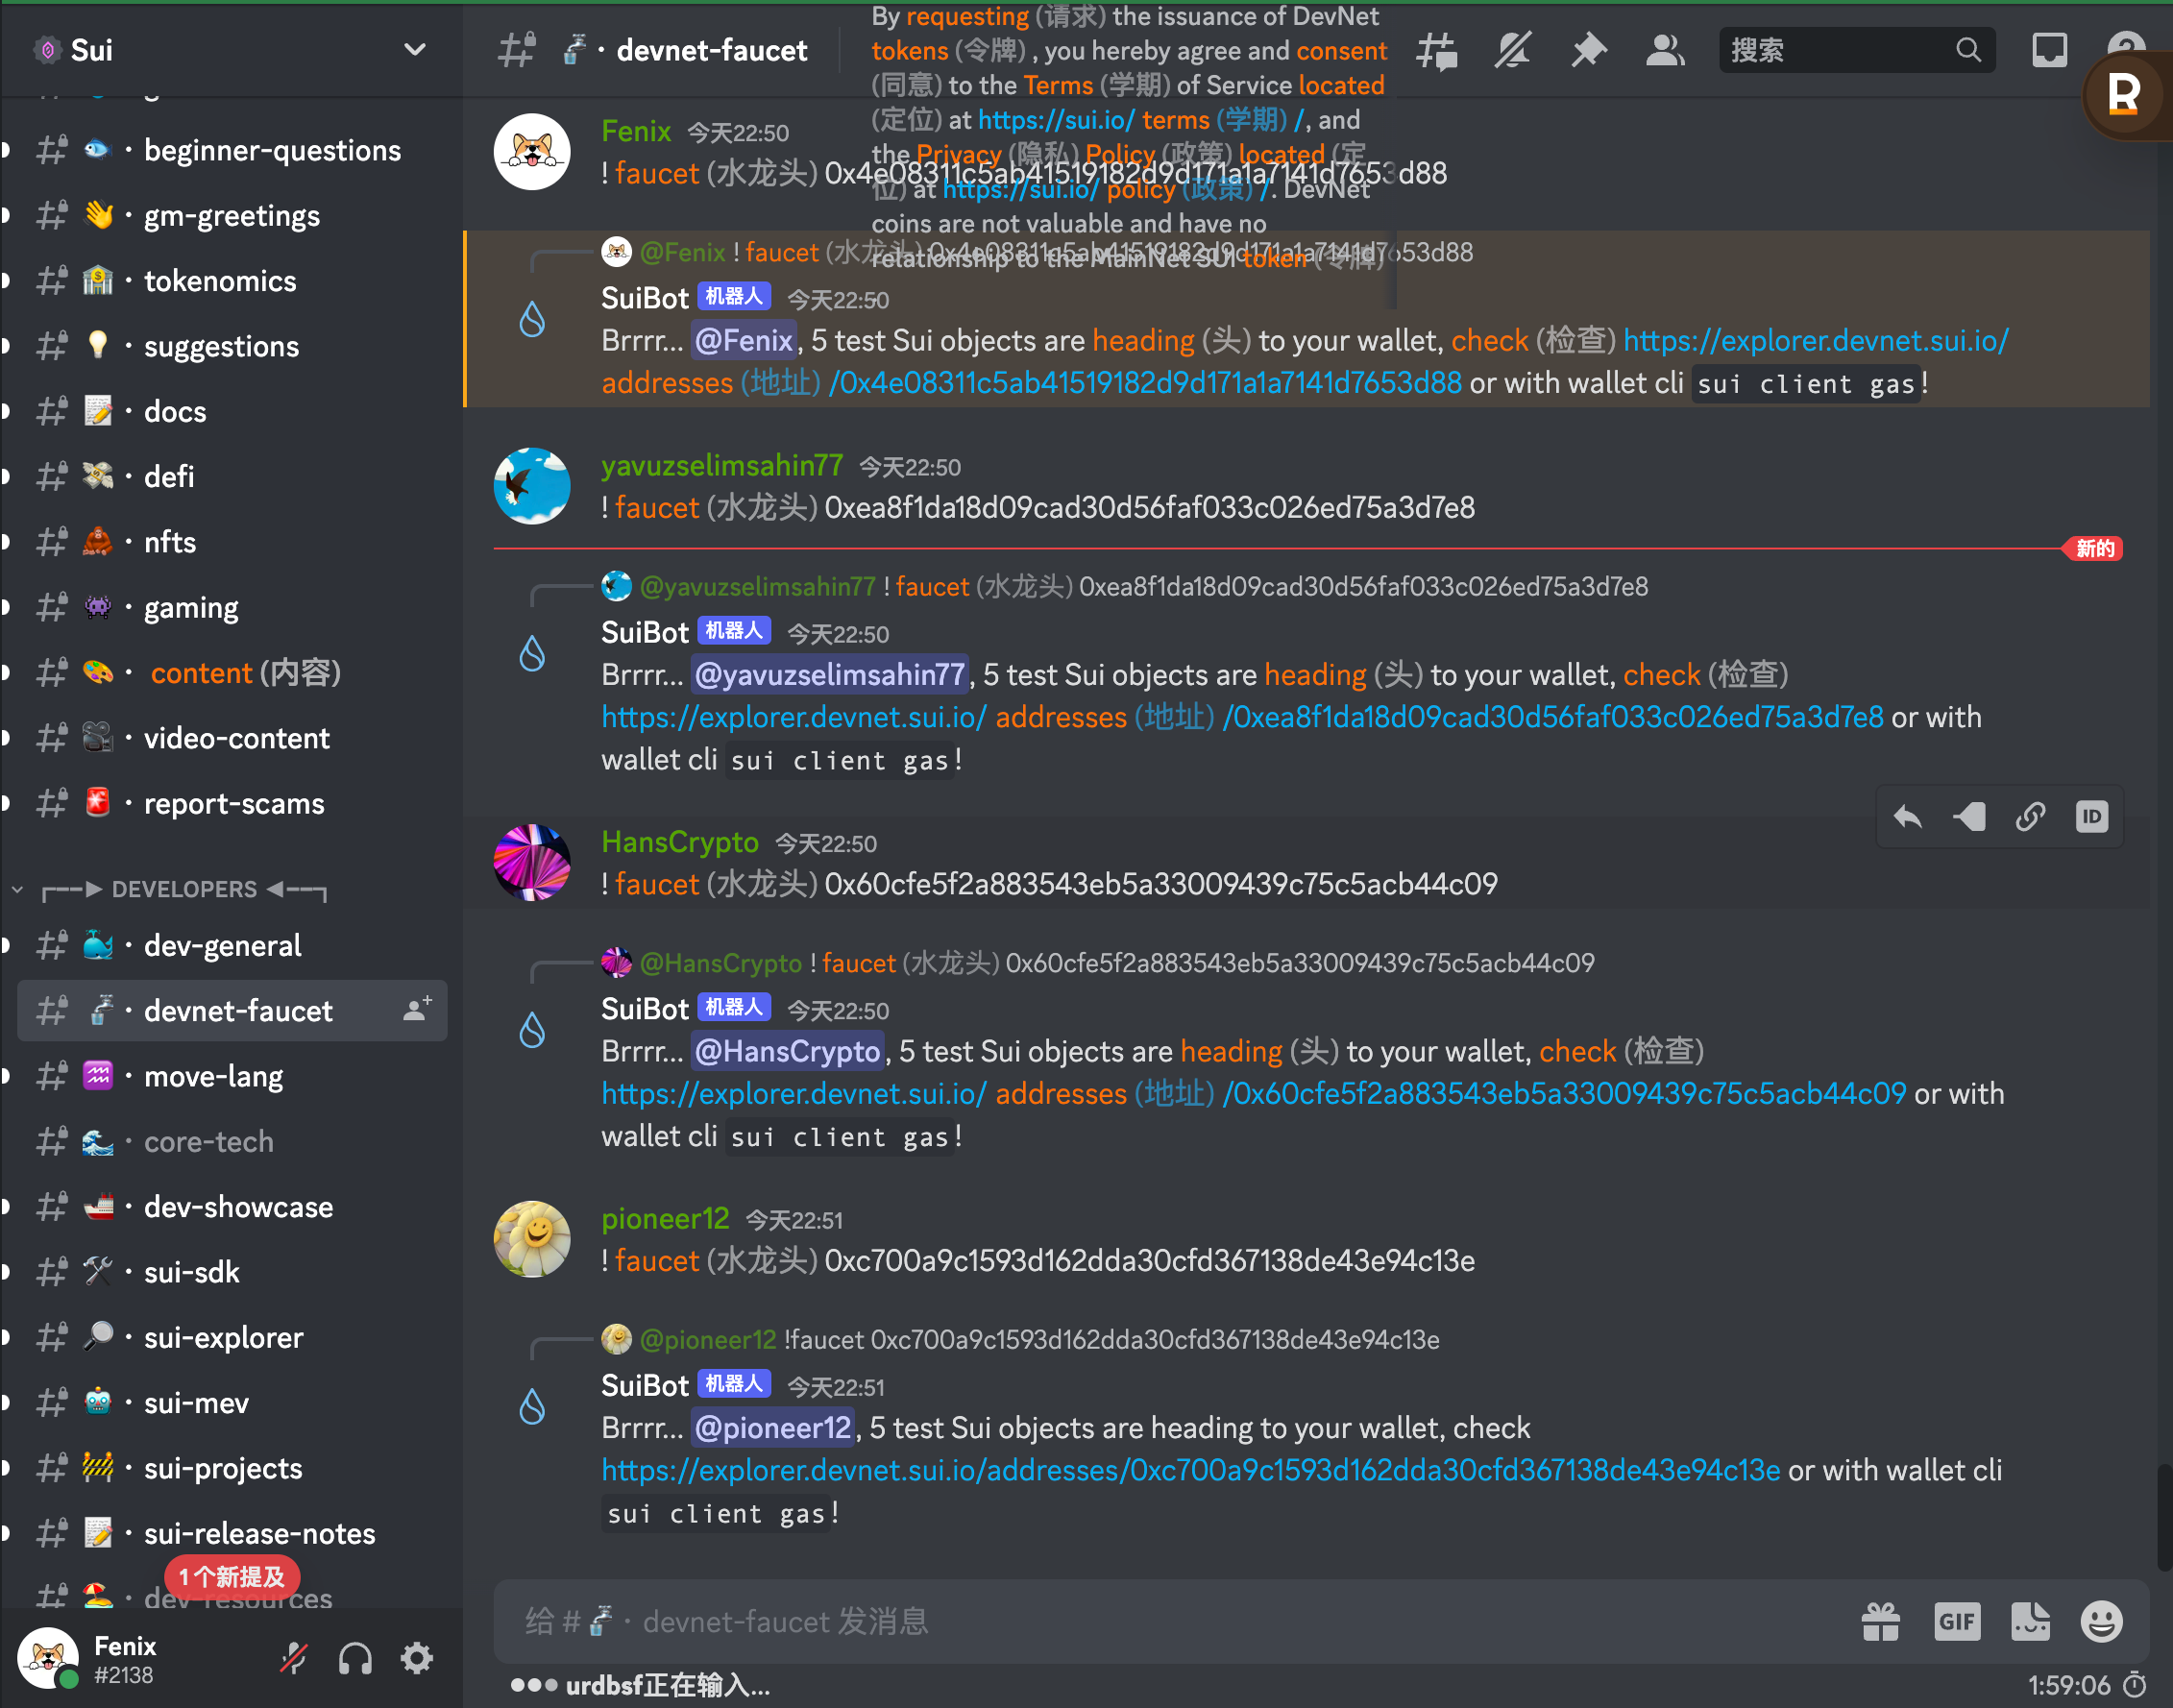 Sui
beginner-questions
gm-greetings
tokenomics
suggestions
docs
defi
nfts
gaming
content (内容)
video-content
report-scams
DEVELOPERS
dev-general
devnet-faucet
move-lang
core-tech
dev-showcase
sui-sdk
sui-explorer
sui-mev
sui-projects
sui-release-notes
1 个新提及
dev-resources
Fenix
#2138
devnet-faucet
By requesting (请求) the issuance of DevNet
tokens (令牌) , you hereby agree and consent
(同意) to the Terms (学期) of Service located
(定位) at https://sui.io/ terms (学期) /, and
the Privacy (隐私) Policy (政策) located (定
位) at https://sui.io/ policy (政策) /. DevNet
coins are not valuable and have no
relationship to the MainNet SUI token (令牌)
搜索
R
Fenix 今天22:50
! faucet (水龙头) 0x4e08311c5ab41519182d9d171a1a7141d7653d88
@Fenix ! faucet (水龙头) 0x4e08311c5ab41519182d9d171a1a7141d7653d88
SuiBot 机器人 今天22:50
Brrrr... @Fenix, 5 test Sui objects are heading (头) to your wallet, check (检查) https://explorer.devnet.sui.io/
addresses (地址) /0x4e08311c5ab41519182d9d171a1a7141d7653d88 or with wallet cli sui client gas!
yavuzselimsahin77 今天22:50
! faucet (水龙头) 0xea8f1da18d09cad30d56faf033c026ed75a3d7e8
新的
@yavuzselimsahin77 ! faucet (水龙头) 0xea8f1da18d09cad30d56faf033c026ed75a3d7e8
SuiBot 机器人 今天22:50
Brrrr... @yavuzselimsahin77, 5 test Sui objects are heading (头) to your wallet, check (检查)
https://explorer.devnet.sui.io/ addresses (地址) /0xea8f1da18d09cad30d56faf033c026ed75a3d7e8 or with
wallet cli sui client gas!
ID
HansCrypto 今天22:50
! faucet (水龙头) 0x60cfe5f2a883543eb5a33009439c75c5acb44c09
@HansCrypto ! faucet (水龙头) 0x60cfe5f2a883543eb5a33009439c75c5acb44c09
SuiBot 机器人 今天22:50
Brrrr... @HansCrypto, 5 test Sui objects are heading (头) to your wallet, check (检查)
https://explorer.devnet.sui.io/ addresses (地址) /0x60cfe5f2a883543eb5a33009439c75c5acb44c09 or with
wallet cli sui client gas!
pioneer12 今天22:51
! faucet (水龙头) 0xc700a9c1593d162dda30cfd367138de43e94c13e
@pioneer12 !faucet 0xc700a9c1593d162dda30cfd367138de43e94c13e
SuiBot 机器人 今天22:51
Brrrr... @pioneer12, 5 test Sui objects are heading to your wallet, check
https://explorer.devnet.sui.io/addresses/0xc700a9c1593d162dda30cfd367138de43e94c13e or with wallet cli
sui client gas!
给 # · devnet-faucet 发消息
GIF
urdbsf正在输入...
1:59:06